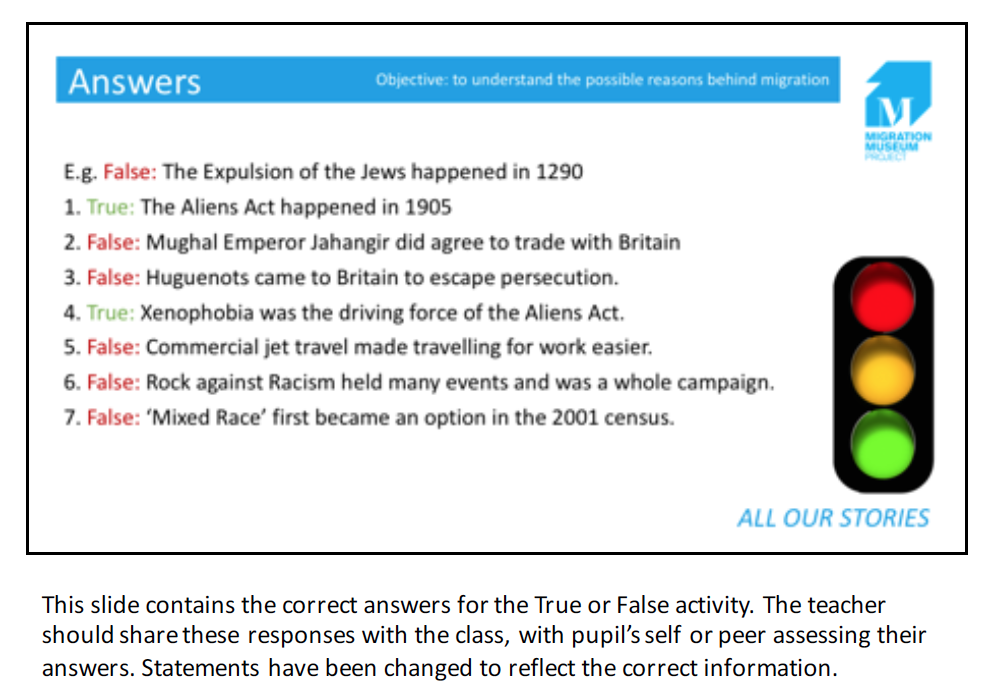 Answers
Objective: to understand the possible reasons behind migration
M
MIGRATION
MUSEUM
PROJECT
E.g. False: The Expulsion of the Jews happened in 1290
1. True: The Aliens Act happened in 1905
2. False: Mughal Emperor Jahangir did agree to trade with Britain
3. False: Huguenots came to Britain to escape persecution.
4. True: Xenophobia was the driving force of the Aliens Act.
5. False: Commercial jet travel made travelling for work easier.
6. False: Rock against Racism held many events and was a whole campaign.
7. False: ‘Mixed Race’ first became an option in the 2001 census.
ALL OUR STORIES
This slide contains the correct answers for the True or False activity. The teacher
should share these responses with the class, with pupil’s self or peer assessing their
answers. Statements have been changed to reflect the correct information.